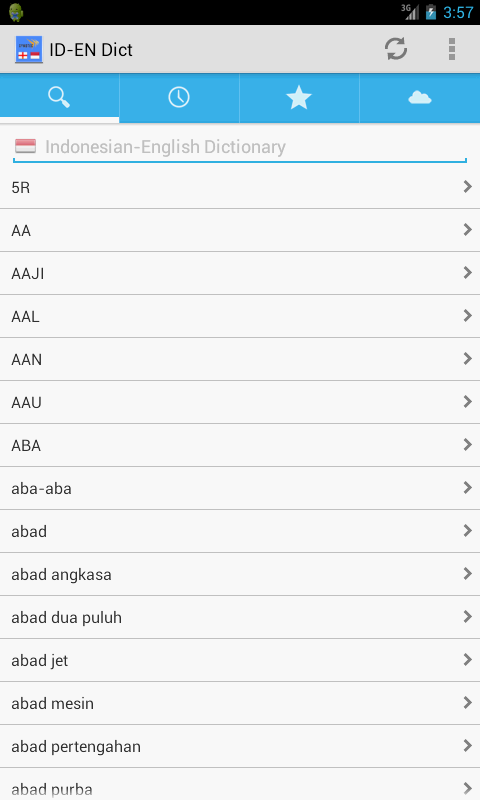 3G 3:57
ID-EN Dict
Indonesian-English Dictionary
5R
AA
AAJI
AAL
AAN
AAU
ABA
aba-aba
abad
abad angkasa
abad dua puluh
abad jet
abad mesin
abad pertengahan
abad purba